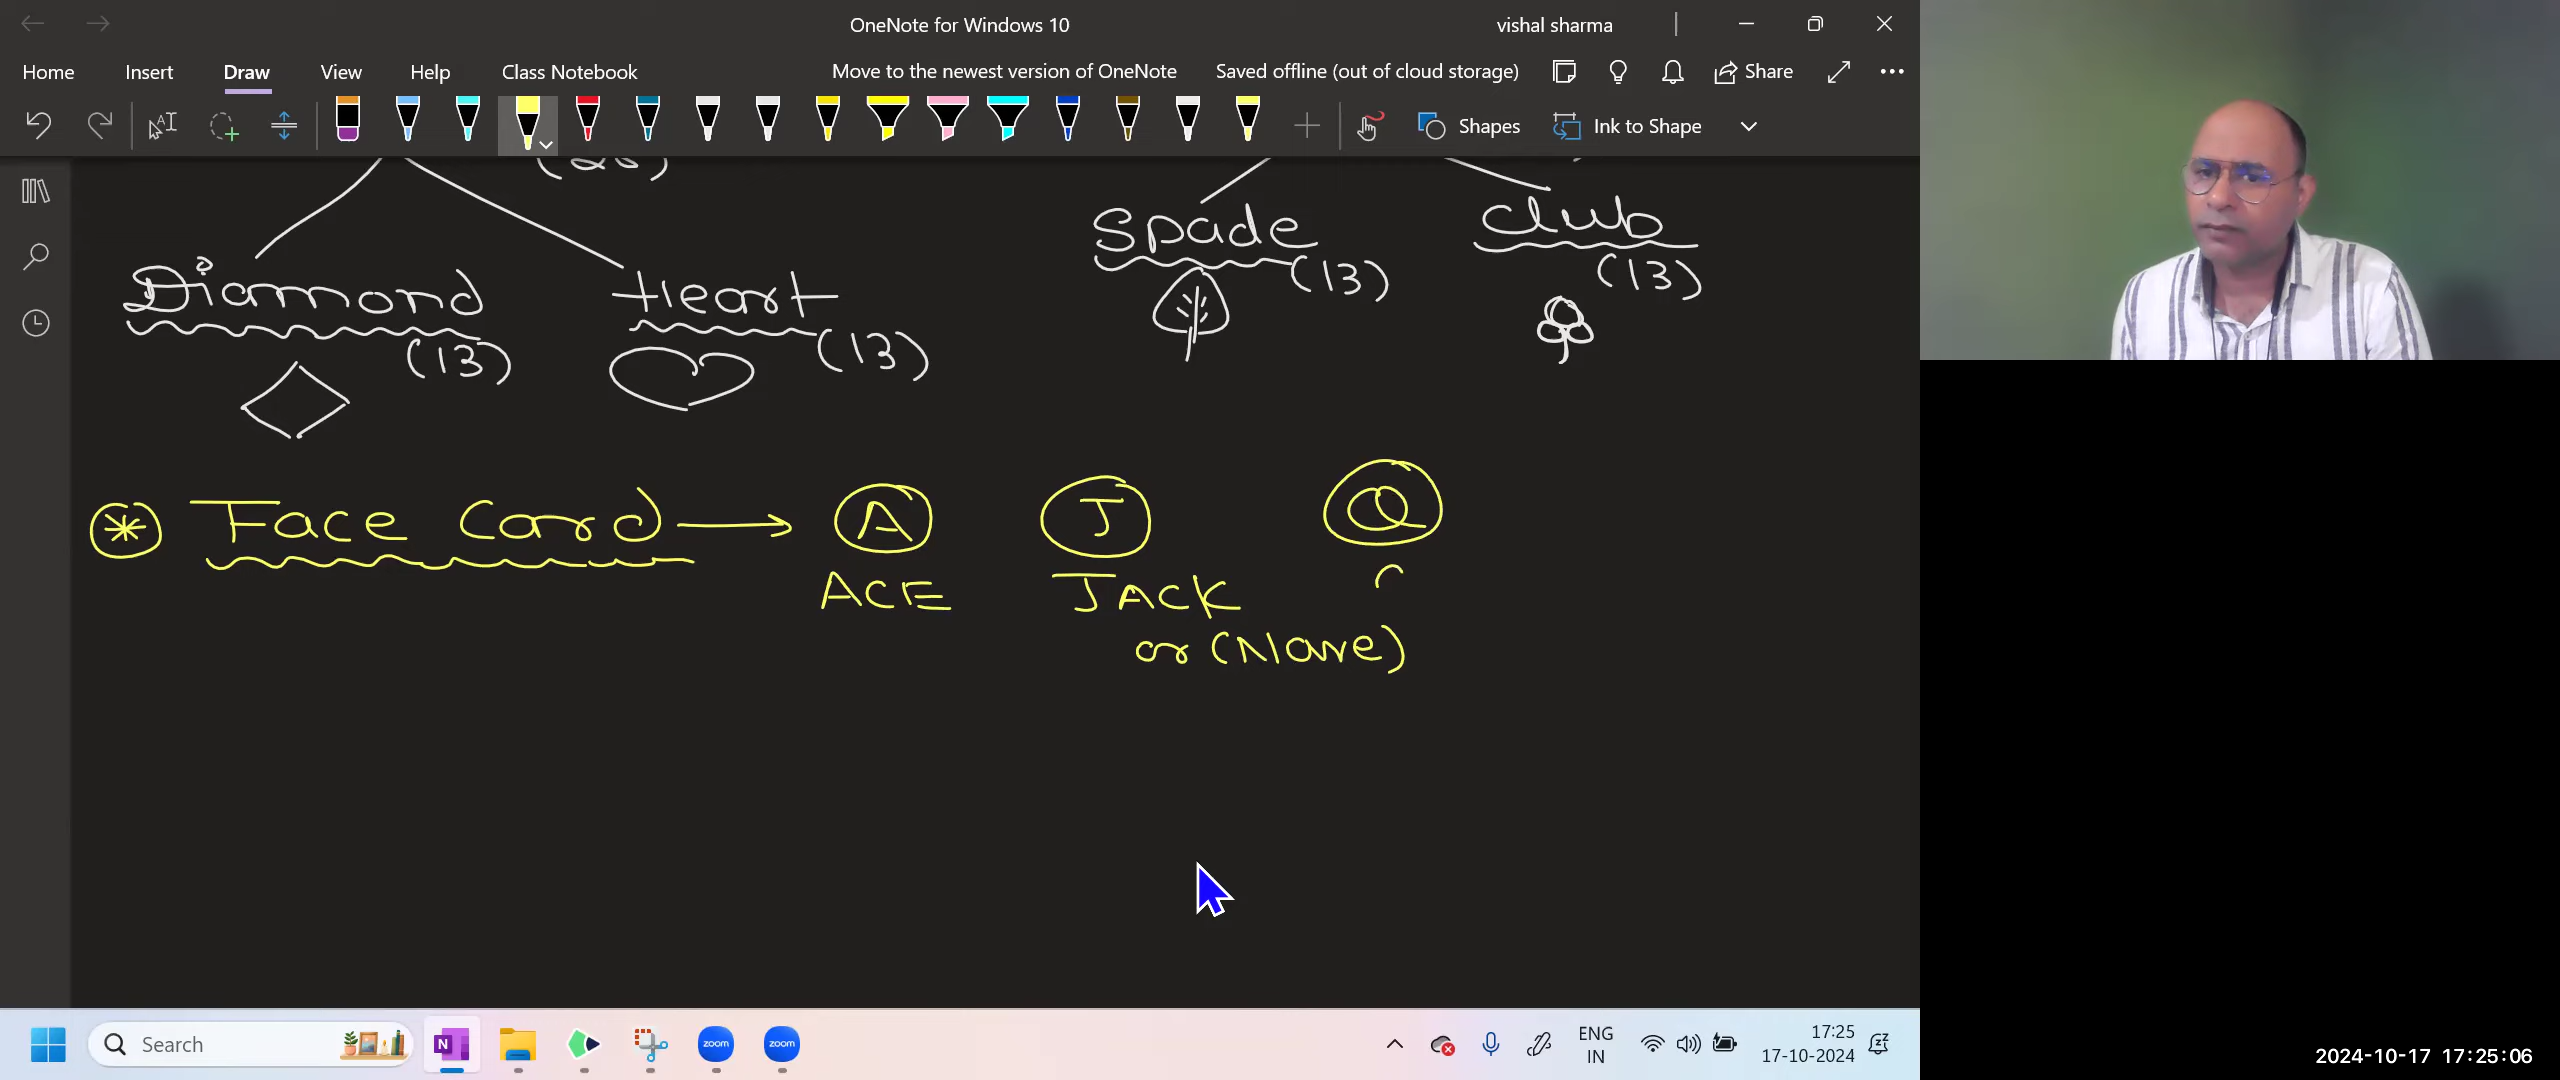 OneNote for Windows 10
vishal sharma
Home Insert Draw View Help Class Notebook
Move to the newest version of OneNote
Saved offline (out of cloud storage)
Share
Shapes
Ink to Shape
Spade
(13)
club
(13)
Diamond
(13)
Heart
(13)
Face Card → A J Q
ACE JACK
or (Nave)
Search
zoom
zoom
ENG
IN
17:25
17-10-2024
2024-10-17 17:25:06